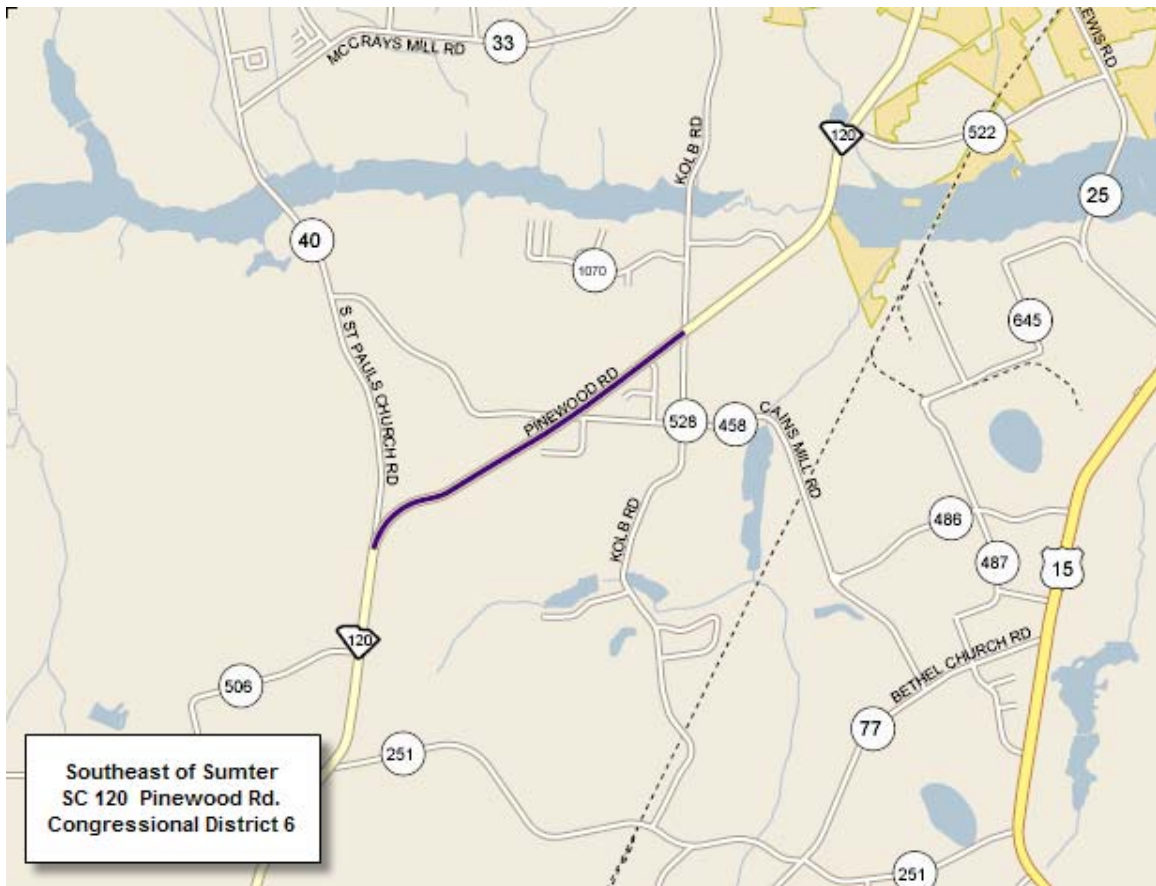 MCCRAYS MILL RD
33
LEWIS RD
120
522
KOLB RD
25
40
1070
645
S ST PAULS CHURCH RD
PINEWOOD RD
528
458
CAINS MILL RD
KOLB RD
486
487
15
120
BETHEL CHURCH RD
506
77
251
Southeast of Sumter
SC 120 Pinewood Rd.
Congressional District 6
251